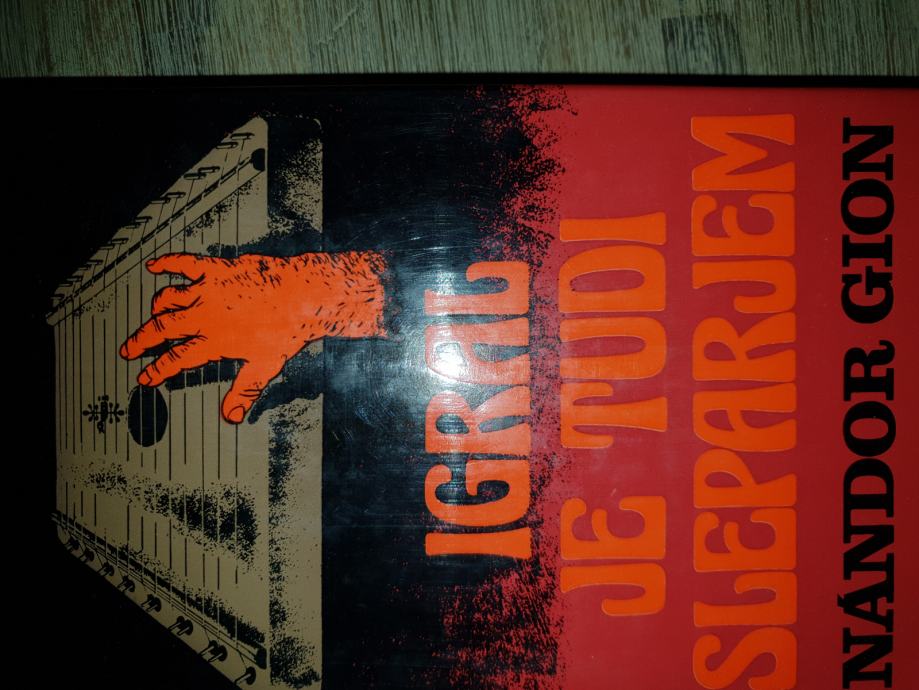 IGRAL
JE TUDI
SLEPARJEM
NÁNDOR GION